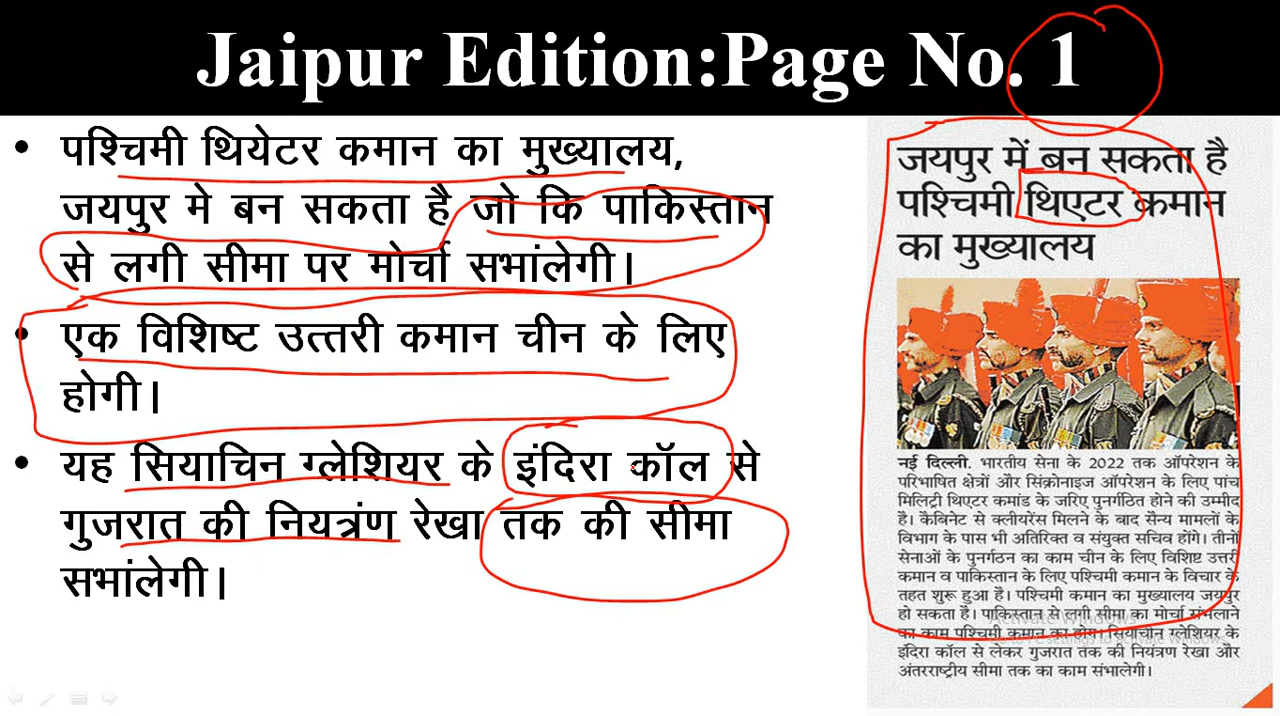 Jaipur Edition:Page No. 1
• पश्चिमी थियेटर कमान का मुख्यालय,
जयपुर मे बन सकता है जो कि पाकिस्तान
से लगी सीमा पर मोर्चा सभांलेगी।
• एक विशिष्ट उत्तरी कमान चीन के लिए
होगी।
• यह सियाचिन ग्लेशियर के इंदिरा कॉल से
गुजरात की नियत्रंण रेखा तक की सीमा
सभांलेगी।
जयपुर में बन सकता है
पश्चिमी थिएटर कमान
का मुख्यालय
नई दिल्ली. भारतीय सेना के 2022 तक ऑपरेशन के
परिभाषित क्षेत्रों और सिंक्रोनाइज ऑपरेशन के लिए पांच
मिलिट्री थिएटर कमांड के जरिए पुनर्गठित होने की उम्मीद
है। कैबिनेट से क्लीयरेंस मिलने के बाद सैन्य मामलों के
विभाग के पास भी अतिरिक्त व संयुक्त सचिव होंगे। तीनों
सेनाओं के पुनर्गठन का काम चीन के लिए विशिष्ट उत्तरी
कमान व पाकिस्तान के लिए पश्चिमी कमान के विचार के
तहत शुरू हुआ है। पश्चिमी कमान का मुख्यालय जयपुर
हो सकता है। पाकिस्तान से लगी सीमा का मोर्चा संभलाने
का काम पश्चिमी कमान का होग। सियाचीन ग्लेशियर के
इंदिरा कॉल से लेकर गुजरात तक की नियंत्रण रेखा और
अंतरराष्ट्रीय सीमा तक का काम संभालेगी।
Activate Windows